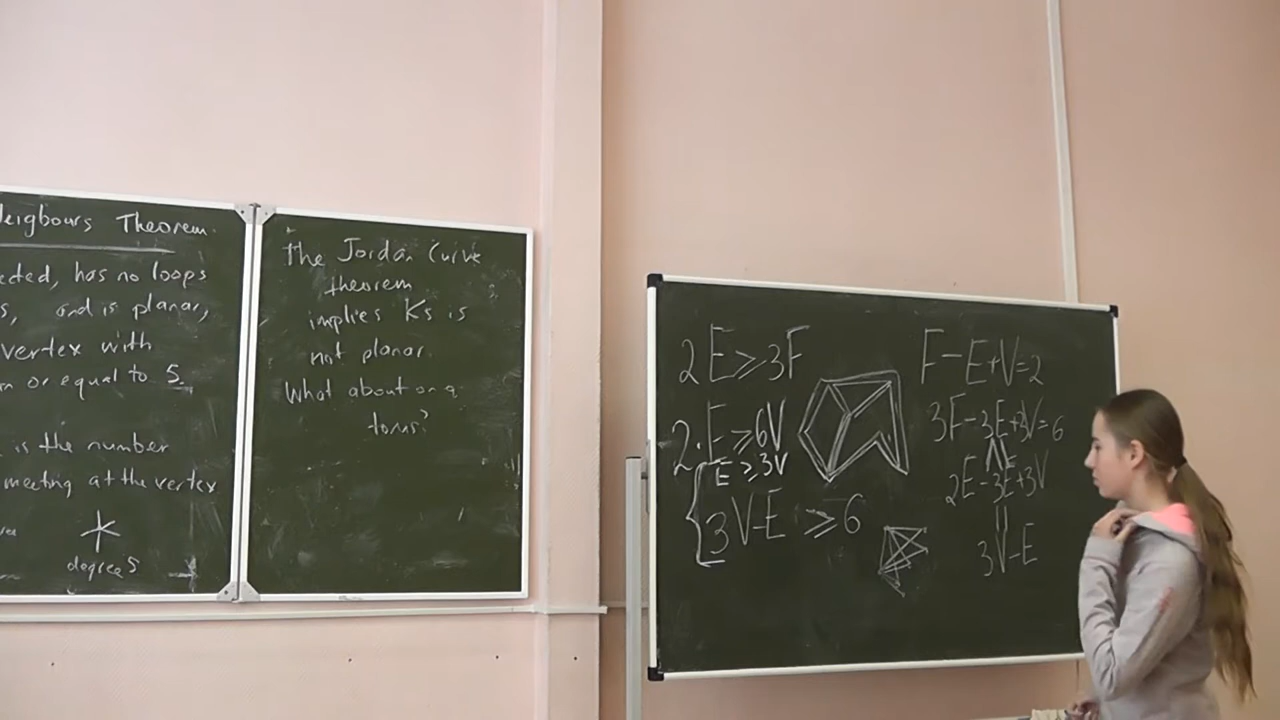 eigbours Theorem.
cted, has no loops
s, and is planar,
vertex with
or equal to 5.
is the number
meeting at the vertex
degree 5
The Jordan Curve
theorem
implies K5 is
not planar.
What about on a
torus?
2E ⩾ 3F
2·E ⩾ 6V
E ⩾ 3V
3V-E ⩾ 6
F-E+V=2
3F-3E+3V=6
2E-3E+3V
3V-E